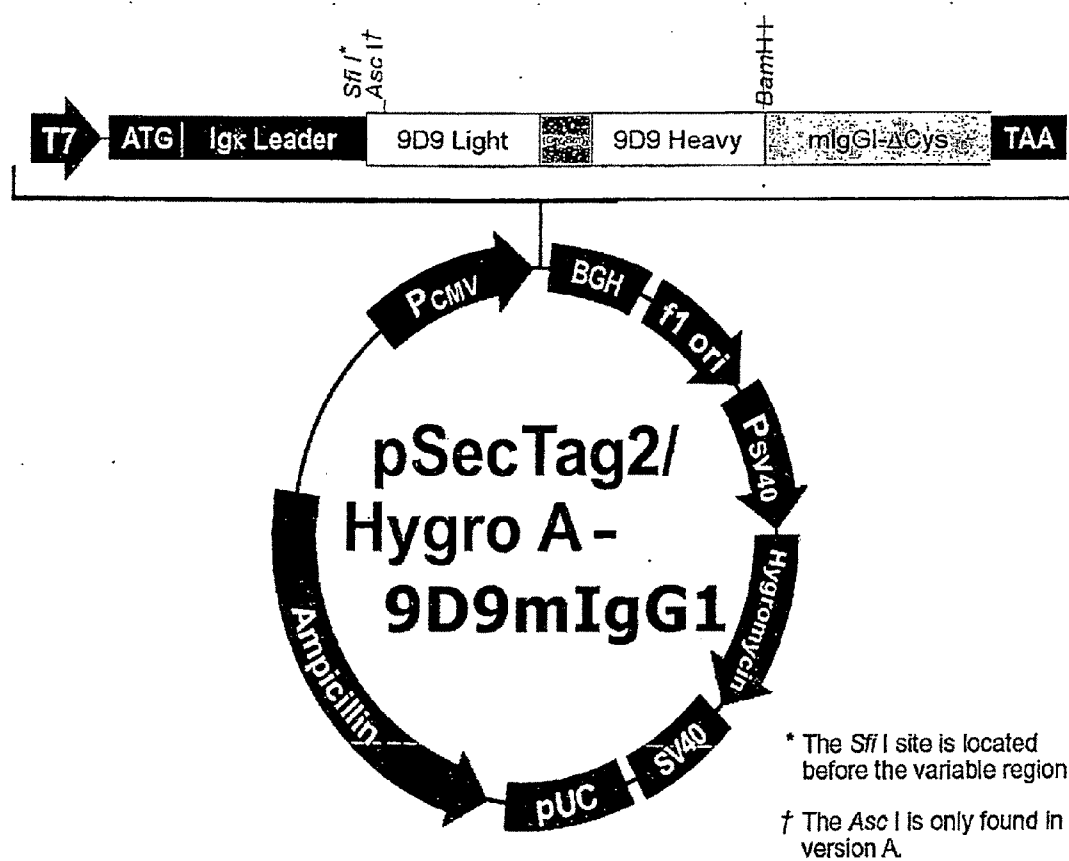 Sfi I*
Asc I†
BamH I
T7
ATG
Igκ Leader
9D9 Light
9D9 Heavy
mIgGI-ΔCys
TAA
PCMV
BGH
f1 ori
PSV40
Hygromycin
SV40
pUC
Ampicillin
pSecTag2/
Hygro A-
9D9mIgG1
* The Sfi I site is located
before the variable region
† The Asc I is only found in
version A.